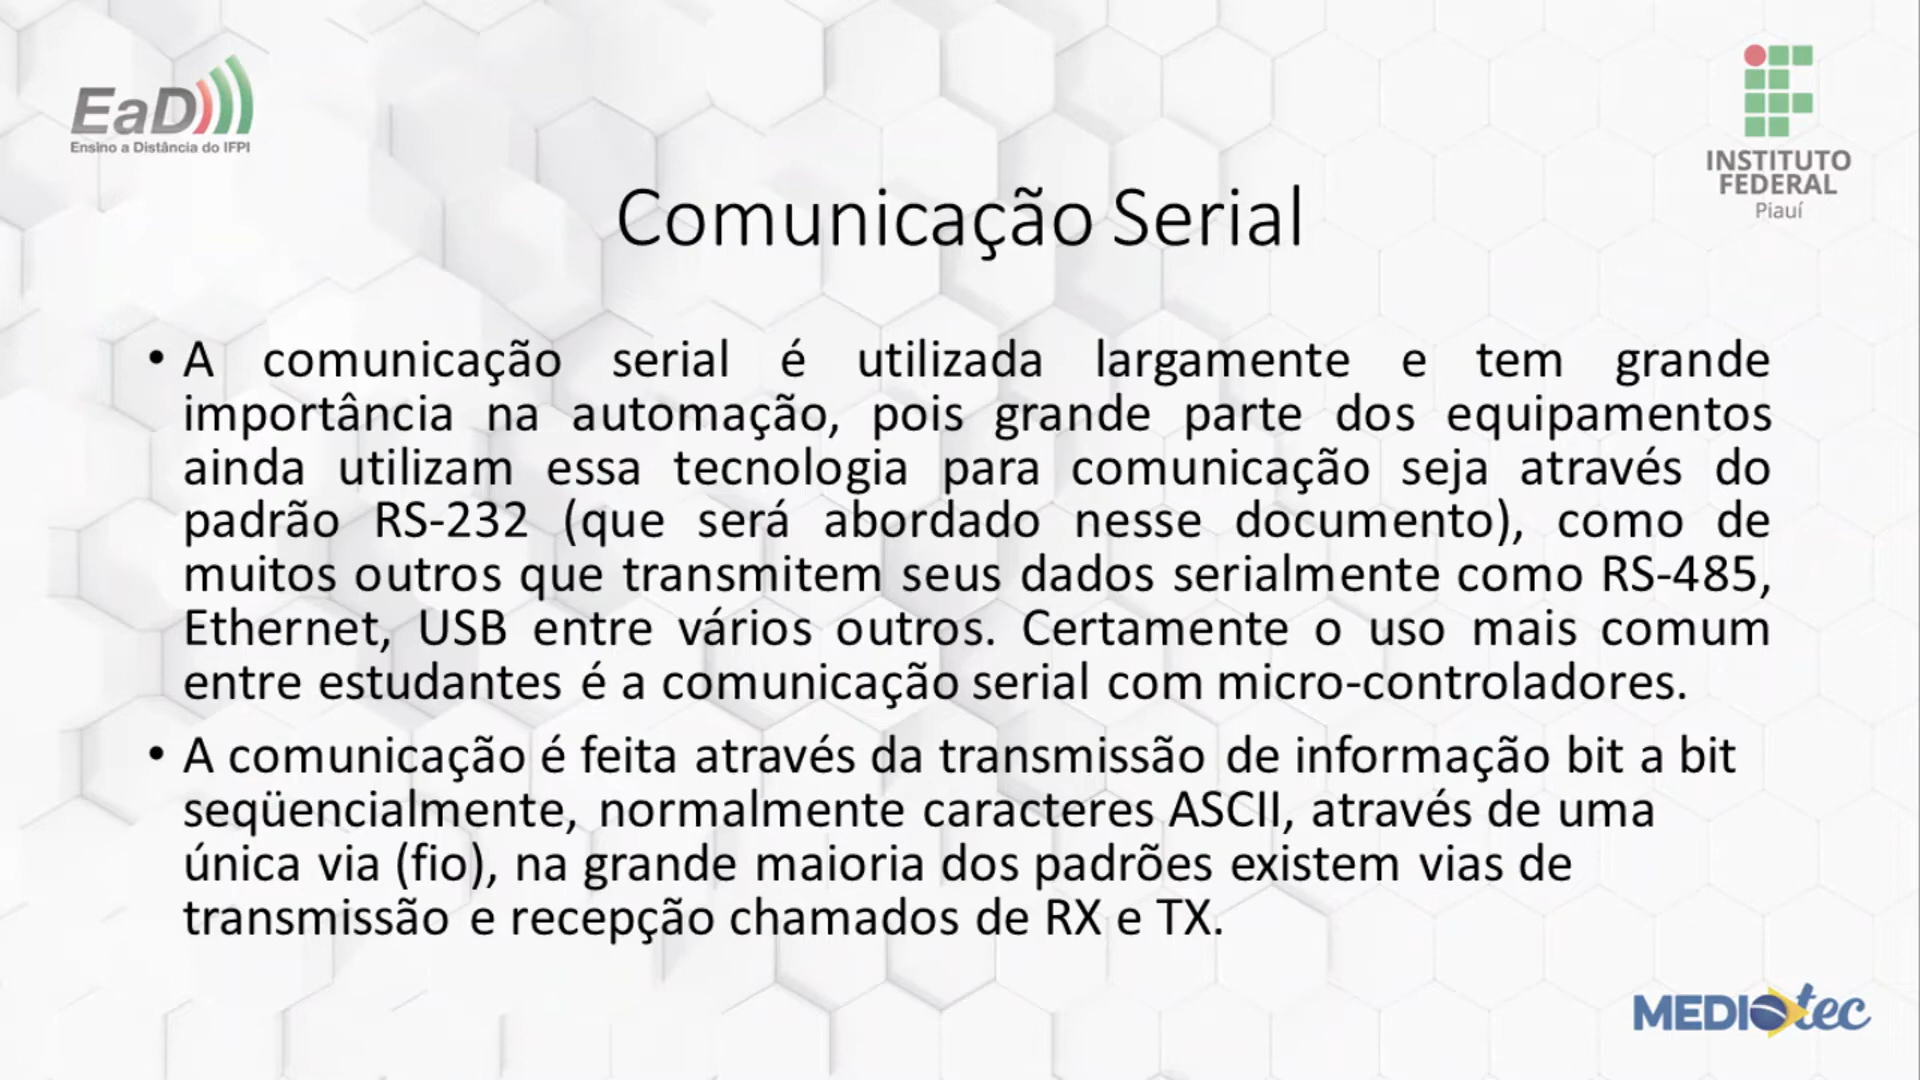 EaD
Ensino a Distância do IFPI
INSTITUTO
FEDERAL
Piauí
Comunicação Serial
• A comunicação serial é utilizada largamente e tem grande
importância na automação, pois grande parte dos equipamentos
ainda utilizam essa tecnologia para comunicação seja através do
padrão RS-232 (que será abordado nesse documento), como de
muitos outros que transmitem seus dados serialmente como RS-485,
Ethernet, USB entre vários outros. Certamente o uso mais comum
entre estudantes é a comunicação serial com micro-controladores.
• A comunicação é feita através da transmissão de informação bit a bit
seqüencialmente, normalmente caracteres ASCII, através de uma
única via (fio), na grande maioria dos padrões existem vias de
transmissão e recepção chamados de RX e TX.
MEDIOtec